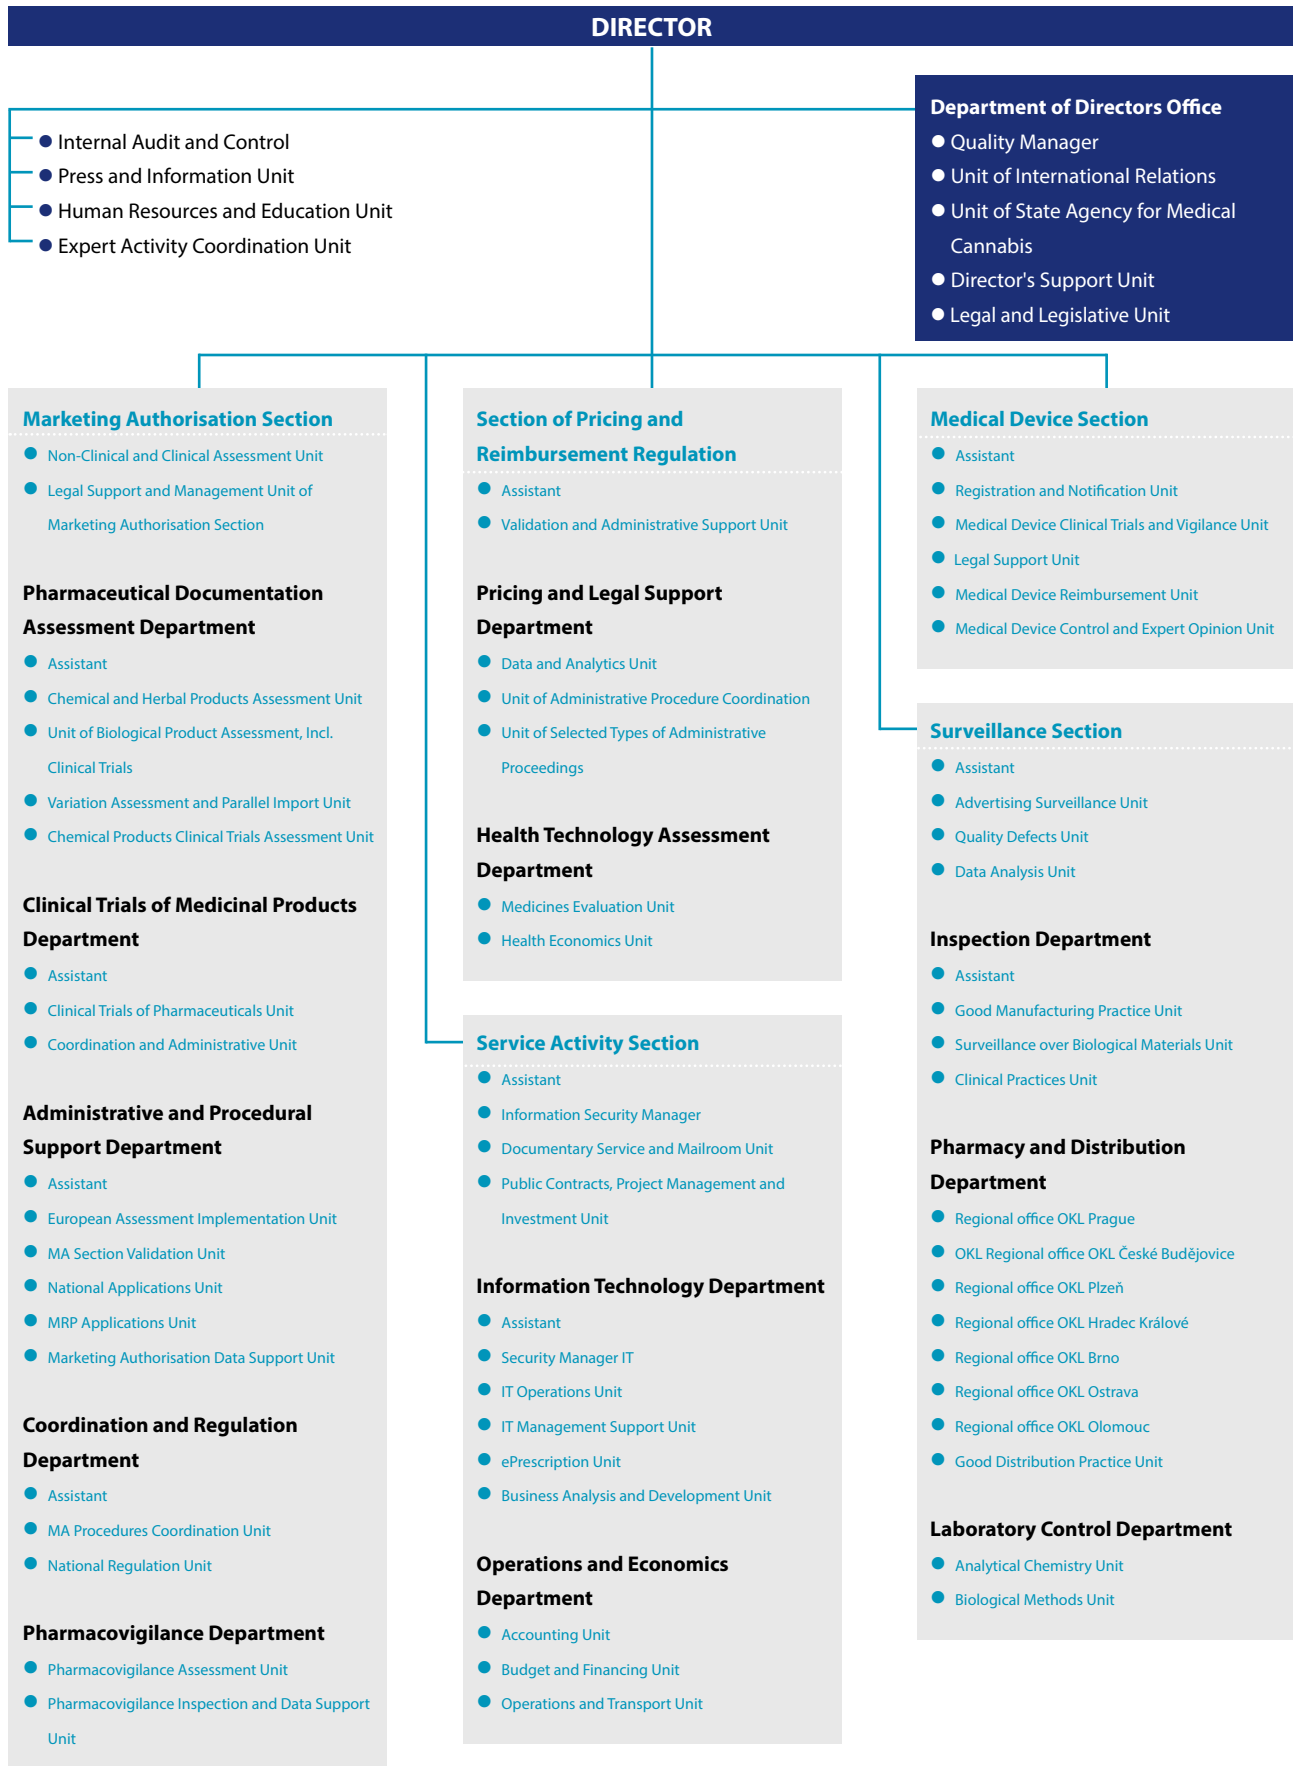 DIRECTOR
Internal Audit and Control
Press and Information Unit
Human Resources and Education Unit
Expert Activity Coordination Unit
Department of Directors Office
Quality Manager
Unit of International Relations
Unit of State Agency for Medical
Cannabis
Director's Support Unit
Legal and Legislative Unit
Marketing Authorisation Section
Non-Clinical and Clinical Assessment Unit
Legal Support and Management Unit of
Marketing Authorisation Section
Pharmaceutical Documentation
Assessment Department
Assistant
Chemical and Herbal Products Assessment Unit
Unit of Biological Product Assessment, Incl.
Clinical Trials
Variation Assessment and Parallel Import Unit
Chemical Products Clinical Trials Assessment Unit
Clinical Trials of Medicinal Products
Department
Assistant
Clinical Trials of Pharmaceuticals Unit
Coordination and Administrative Unit
Administrative and Procedural
Support Department
Assistant
European Assessment Implementation Unit
MA Section Validation Unit
National Applications Unit
MRP Applications Unit
Marketing Authorisation Data Support Unit
Coordination and Regulation
Department
Assistant
MA Procedures Coordination Unit
National Regulation Unit
Pharmacovigilance Department
Pharmacovigilance Assessment Unit
Pharmacovigilance Inspection and Data Support
Unit
Section of Pricing and
Reimbursement Regulation
Assistant
Validation and Administrative Support Unit
Pricing and Legal Support
Department
Data and Analytics Unit
Unit of Administrative Procedure Coordination
Unit of Selected Types of Administrative
Proceedings
Health Technology Assessment
Department
Medicines Evaluation Unit
Health Economics Unit
Service Activity Section
Assistant
Information Security Manager
Documentary Service and Mailroom Unit
Public Contracts, Project Management and
Investment Unit
Information Technology Department
Assistant
Security Manager IT
IT Operations Unit
IT Management Support Unit
ePrescription Unit
Business Analysis and Development Unit
Operations and Economics
Department
Accounting Unit
Budget and Financing Unit
Operations and Transport Unit
Medical Device Section
Assistant
Registration and Notification Unit
Medical Device Clinical Trials and Vigilance Unit
Legal Support Unit
Medical Device Reimbursement Unit
Medical Device Control and Expert Opinion Unit
Surveillance Section
Assistant
Advertising Surveillance Unit
Quality Defects Unit
Data Analysis Unit
Inspection Department
Assistant
Good Manufacturing Practice Unit
Surveillance over Biological Materials Unit
Clinical Practices Unit
Pharmacy and Distribution
Department
Regional office OKL Prague
OKL Regional office OKL České Budějovice
Regional office OKL Plzeň
Regional office OKL Hradec Králové
Regional office OKL Brno
Regional office OKL Ostrava
Regional office OKL Olomouc
Good Distribution Practice Unit
Laboratory Control Department
Analytical Chemistry Unit
Biological Methods Unit